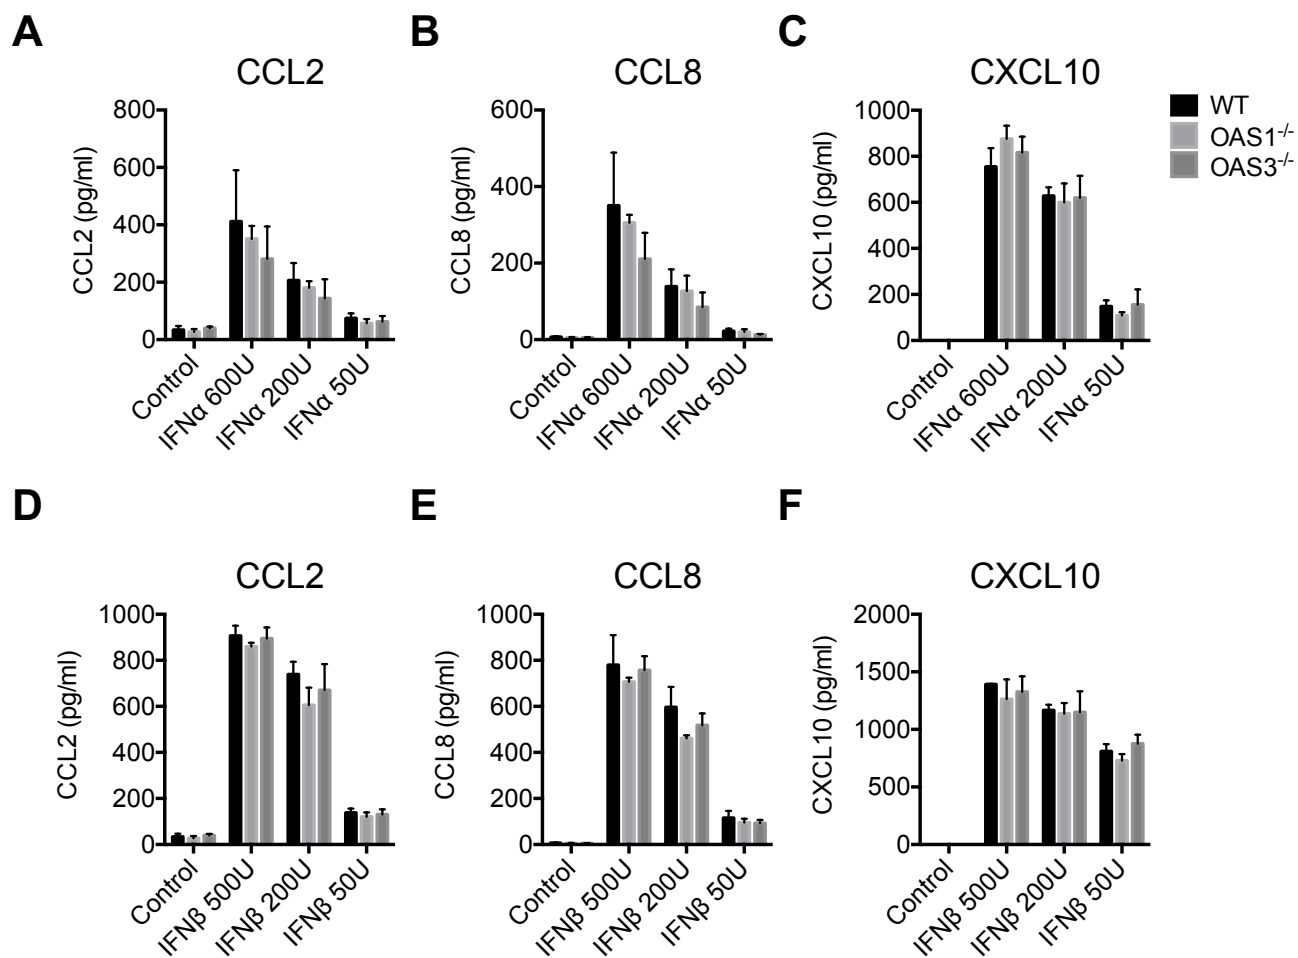 A
CCL2
CCL2 (pg/ml)
800
600
400
200
0
Control
IFNα 600U
IFNα 200U
IFNα 50U
B
CCL8
CCL8 (pg/ml)
600
400
200
0
Control
IFNα 600U
IFNα 200U
IFNα 50U
C
CXCL10
CXCL10 (pg/ml)
1000
800
600
400
200
0
Control
IFNα 600U
IFNα 200U
IFNα 50U
WT
OAS1-/-
OAS3-/-
D
CCL2
CCL2 (pg/ml)
1000
800
600
400
200
0
Control
IFNβ 500U
IFNβ 200U
IFNβ 50U
E
CCL8
CCL8 (pg/ml)
1000
800
600
400
200
0
Control
IFNβ 500U
IFNβ 200U
IFNβ 50U
F
CXCL10
CXCL10 (pg/ml)
2000
1500
1000
500
0
Control
IFNβ 500U
IFNβ 200U
IFNβ 50U